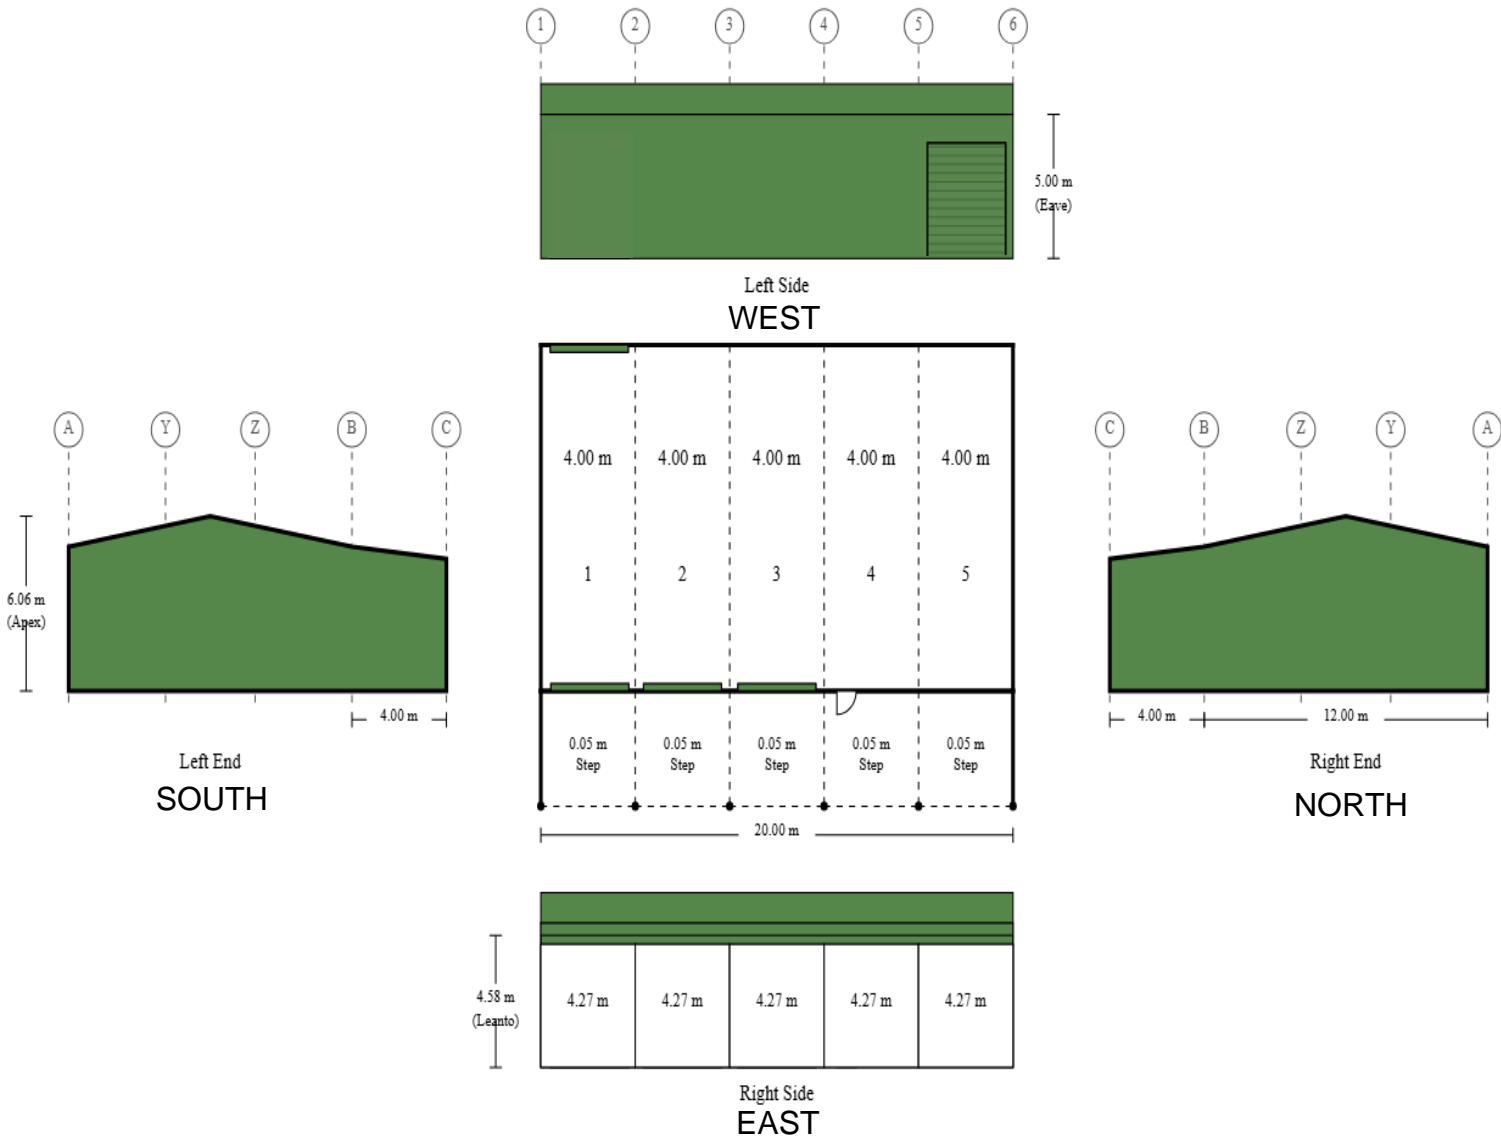 1 2 3 4 5 6
5.00 m
(Eave)
Left Side
WEST
A Y Z B C
C B Z Y A
4.00 m 4.00 m 4.00 m 4.00 m 4.00 m
1 2 3 4 5
6.06 m
(Apex)
4.00 m
4.00 m 12.00 m
Left End
SOUTH
Right End
NORTH
0.05 m 0.05 m 0.05 m 0.05 m 0.05 m
Step Step Step Step Step
20.00 m
4.58 m
(Leanto)
4.27 m 4.27 m 4.27 m 4.27 m 4.27 m
Right Side
EAST